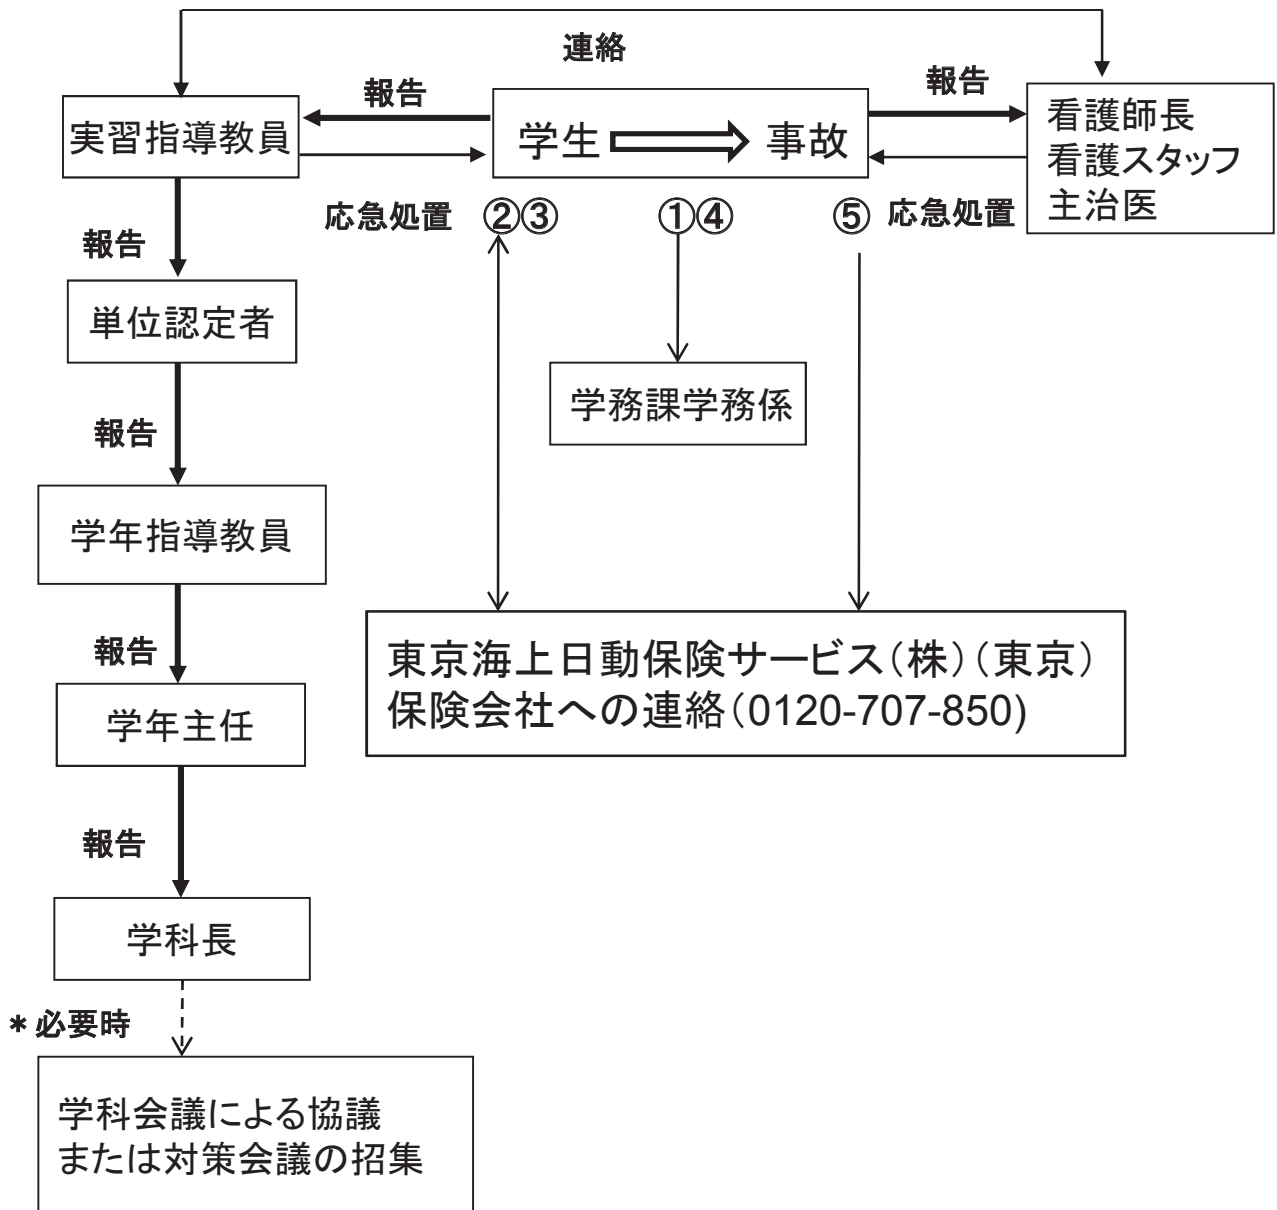 連絡
報告
報告
実習指導教員
学生
事故
看護師長
看護スタッフ
主治医
応急処置
②③
①④
⑤
応急処置
報告
単位認定者
学務課学務係
報告
学年指導教員
東京海上日動保険サービス(株)(東京)
保険会社への連絡(0120-707-850)
報告
学年主任
報告
学科長
*必要時
学科会議による協議
または対策会議の招集